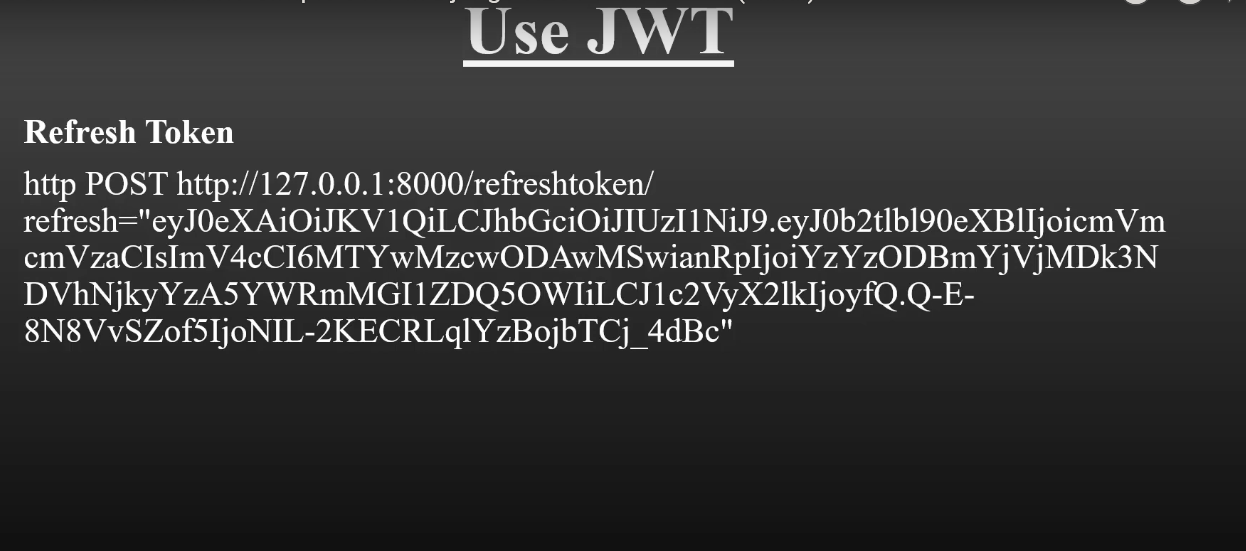 Use JWT
Refresh Token
http POST http://127.0.0.1:8000/refreshtoken/
refresh="eyJ0eXAiOiJKV1QiLCJhbGciOiJIUzI1NiJ9.eyJ0b2tlbl90eXBlIjoicmVm
cmVzaCIsImV4cCI6MTYwMzcwODAwMSwianRpIjoiYzYzODBmYjVjMDk3N
DVhNjkyYzA5YWRmMGI1ZDQ5OWIiLCJ1c2VyX2lkIjoyfQ.Q-E-
8N8VvSZof5IjoNIL-2KECRLqlYzBojbTCj_4dBc"